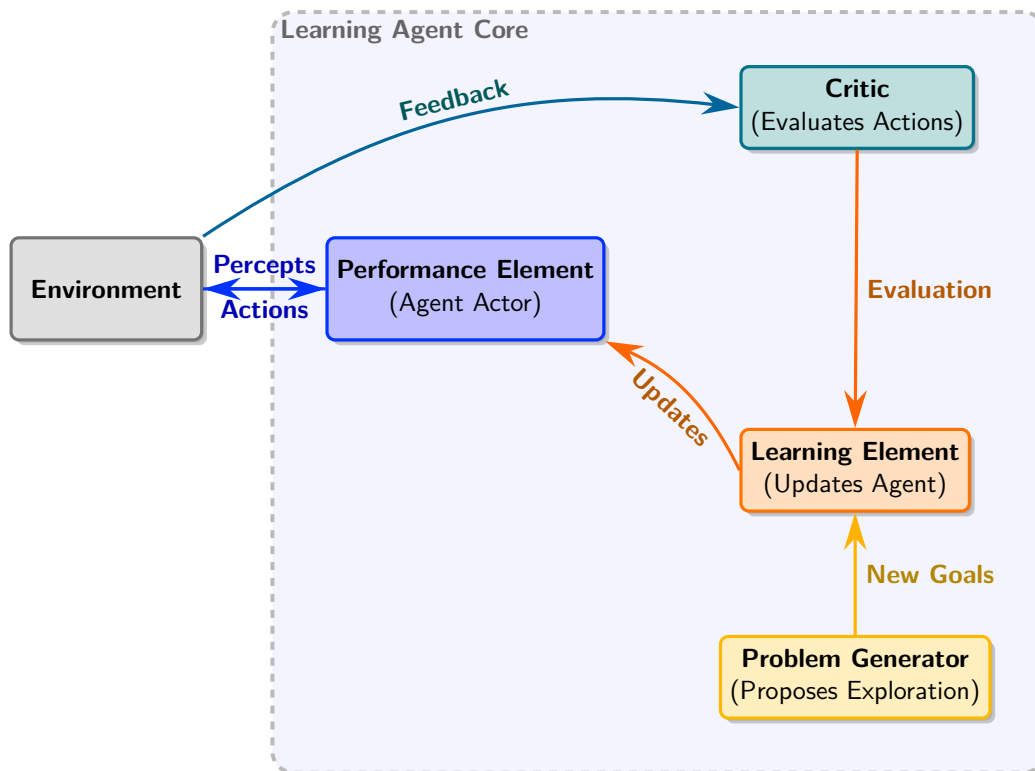 Learning Agent Core
Critic
(Evaluates Actions)
Feedback
Environment
Percepts
Actions
Performance Element
(Agent Actor)
Evaluation
Updates
Learning Element
(Updates Agent)
New Goals
Problem Generator
(Proposes Exploration)